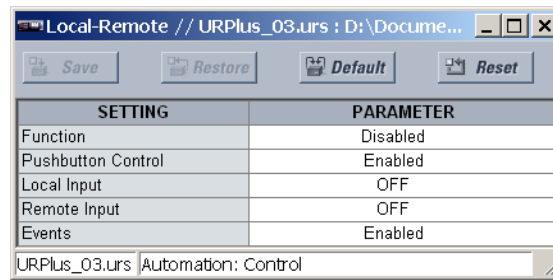 Local-Remote // URPlus_03.urs : D:\Docume...
Save Restore Default Reset
SETTING PARAMETER
Function Disabled
Pushbutton Control Enabled
Local Input OFF
Remote Input OFF
Events Enabled
URPlus_03.urs Automation: Control